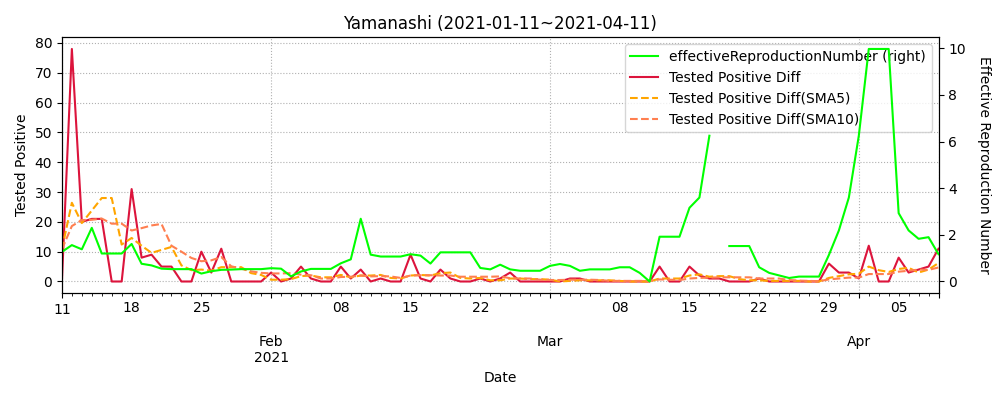 Yamanashi (2021-01-11~2021-04-11)
effectiveReproductionNumber (right)
Tested Positive Diff
Tested Positive Diff(SMA5)
Tested Positive Diff(SMA10)
Tested Positive
80
70
60
50
40
30
20
10
0
Effective Reproduction Number
10
8
6
4
2
0
11 18 25 08 15 22 08 15 22 29 05
Feb Mar Apr
2021
Date